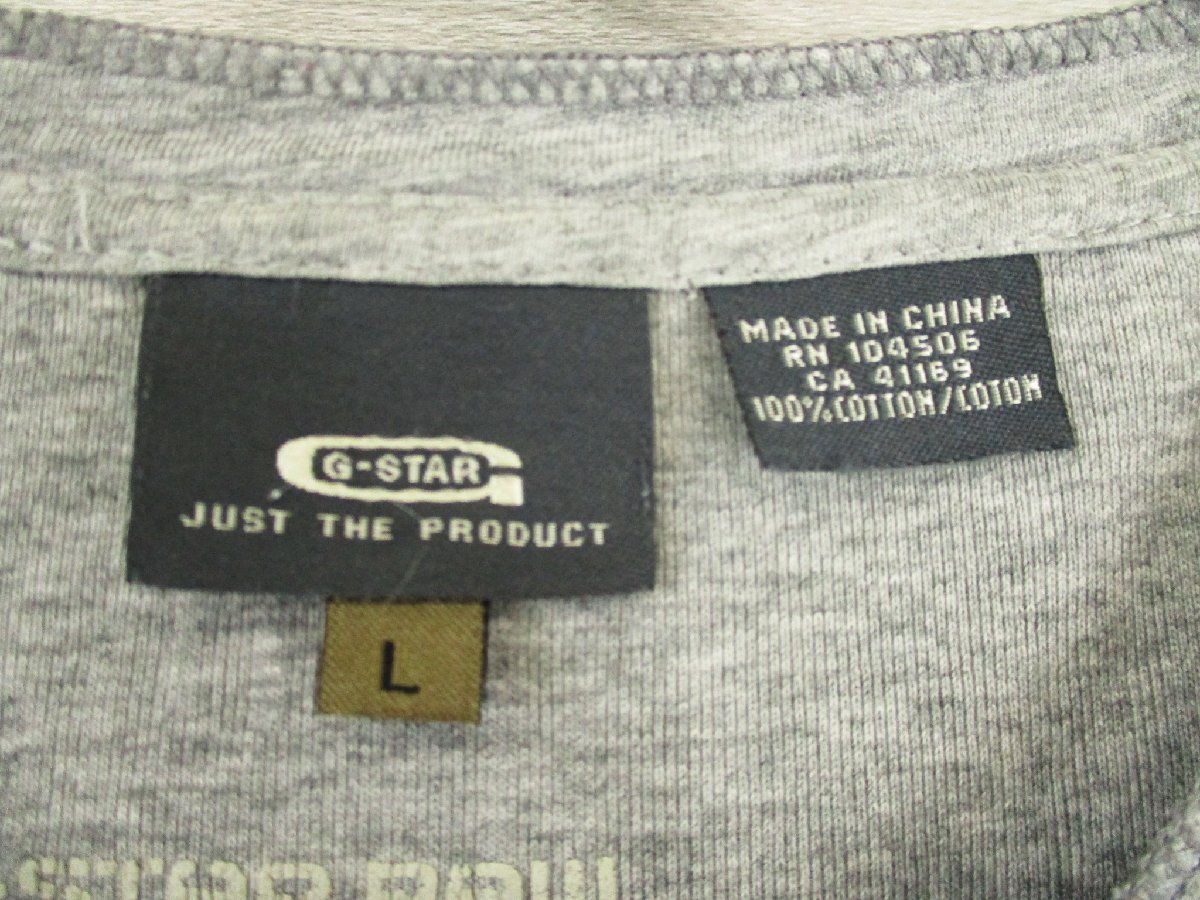 G-STAR
JUST THE PRODUCT
L
MADE IN CHINA
RN 104506
CA 41169
100% COTTON/COTON